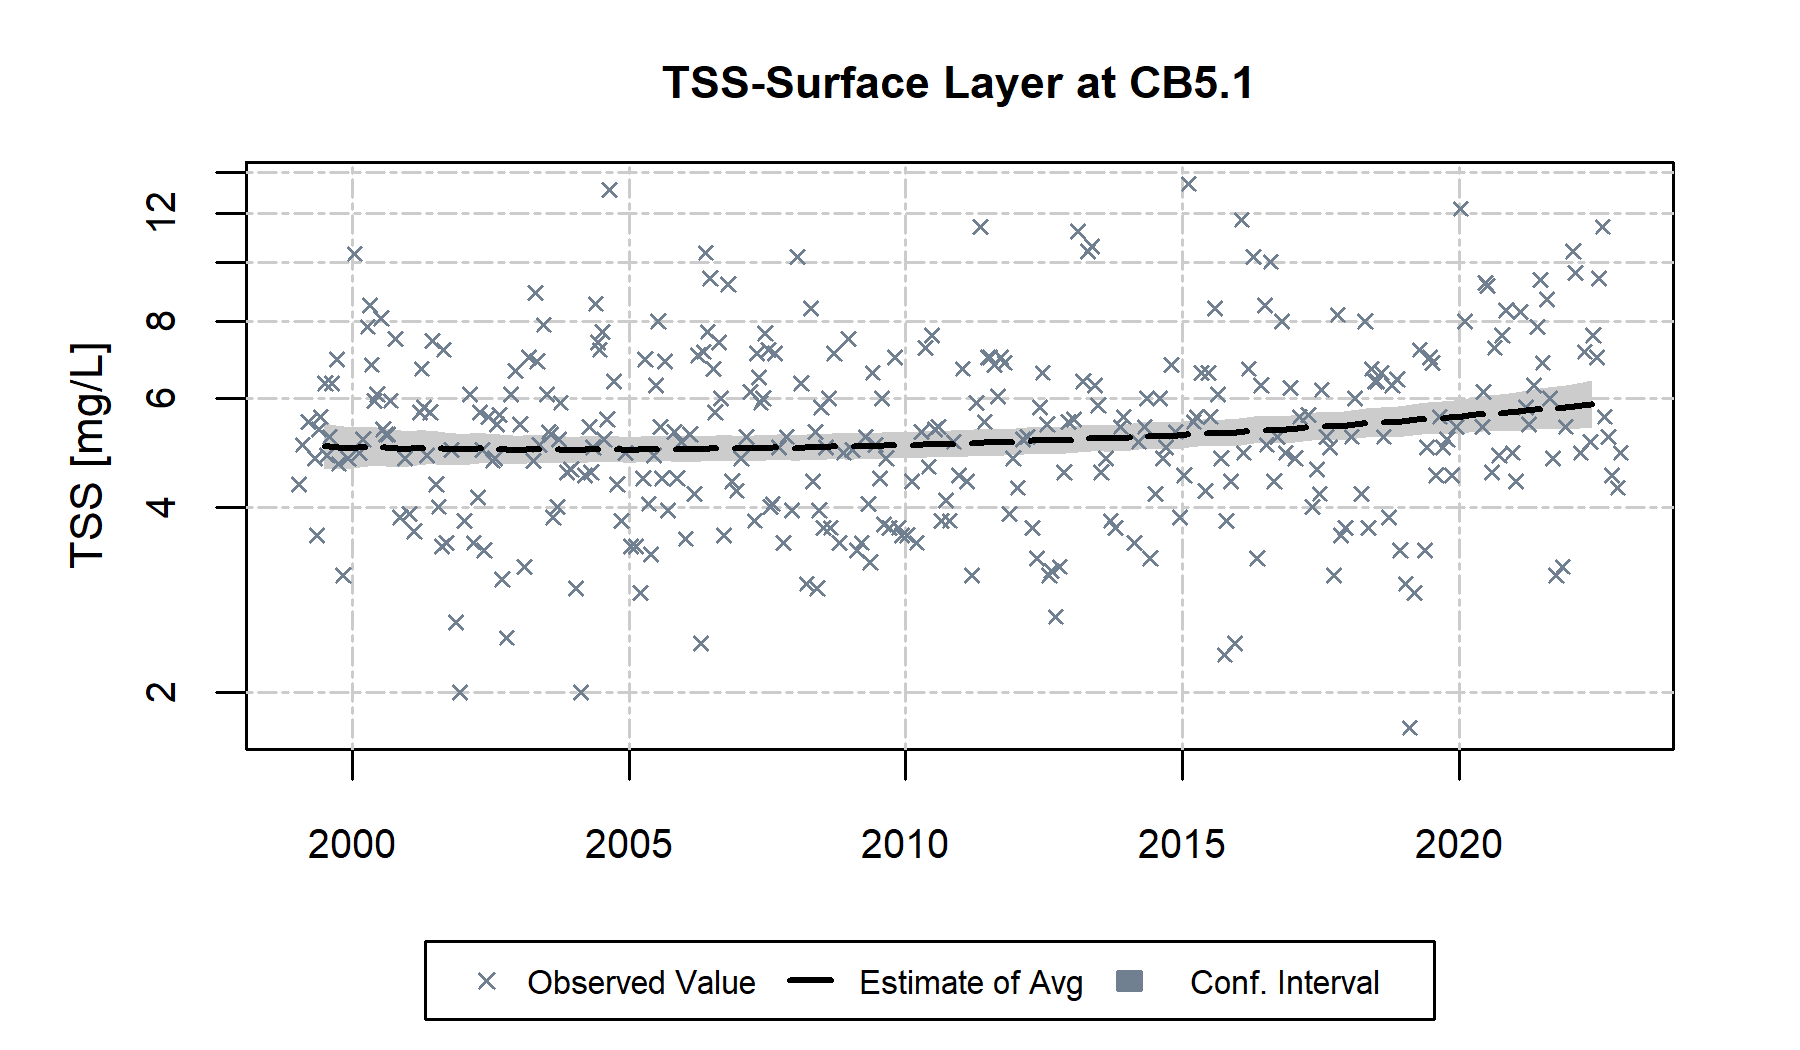 TSS-Surface Layer at CB5.1
TSS [mg/L]
12
8
6
4
2
2000 2005 2010 2015 2020
Observed Value Estimate of Avg Conf. Interval